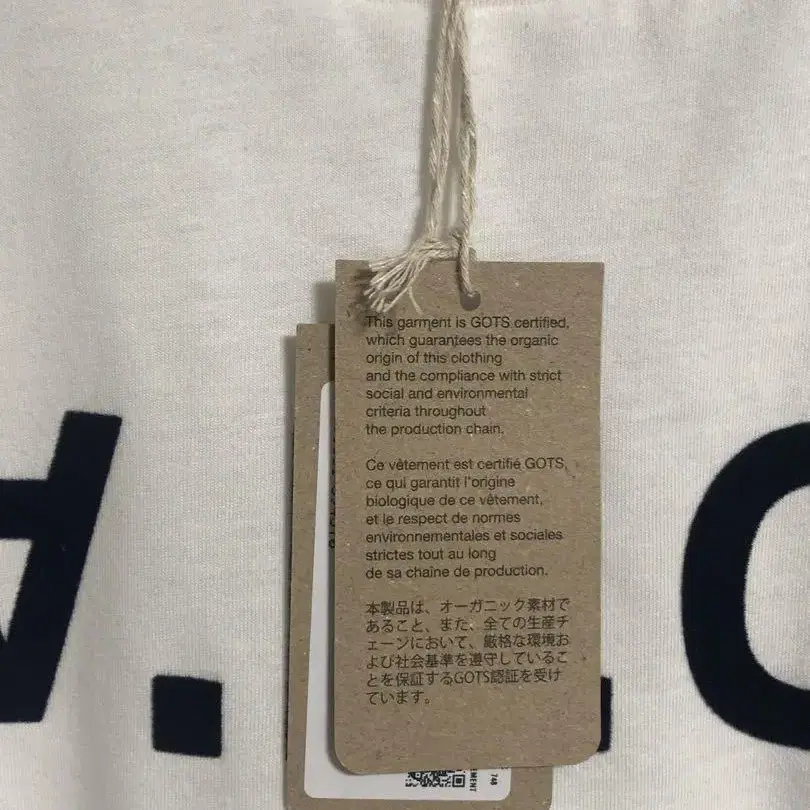 This garment is GOTS certified,
which guarantees the organic
origin of this clothing
and the compliance with strict
social and environmental
criteria throughout
the production chain.
Ce vêtement est certifié GOTS,
ce qui garantit l'origine
biologique de ce vêtement,
et le respect de normes
environnementales et sociales
strictes tout au long
de sa chaîne de production.
本製品は、オーガニック素材で
あること、また、全ての生産チ
ェーンにおいて、厳格な環境お
よび社会基準を遵守しているこ
とを保証するGOTS認証を受け
ています。
748